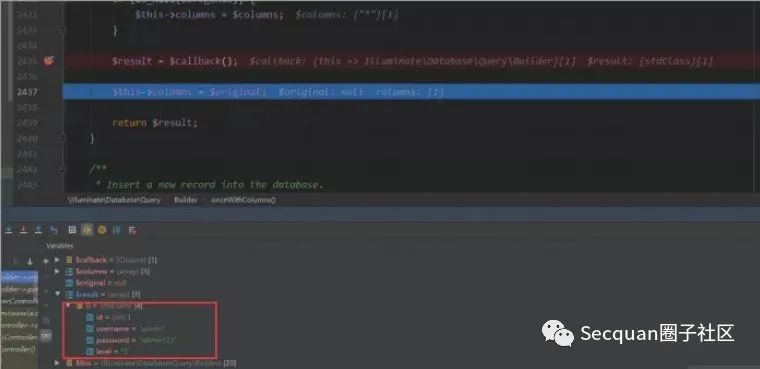 2432
$this->columns = $columns; $columns: {"*"}[1]
2433 }
2434
2435 $result = $callback(); $callback: {this => Illuminate\Database\Query\Builder}[1] $result: {stdClass}[1]
2436
2437 $this->columns = $original; $original: null columns: [1]
2438
2439 return $result;
2440 }
2441
2442 /**
2443 * Insert a new record into the database.
\Illuminate\Database\Query Builder onceWithColumns()
Variables
$callback = {Closure} [1]
$columns = {array} [1]
$original = null
$result = {array} [1]
0 = {stdClass} [4]
id = {int} 1
username = "admin"
password = "admin123"
level = "5"
$this = {Illuminate\Database\Query\Builder} [23]
Secquan圈子社区